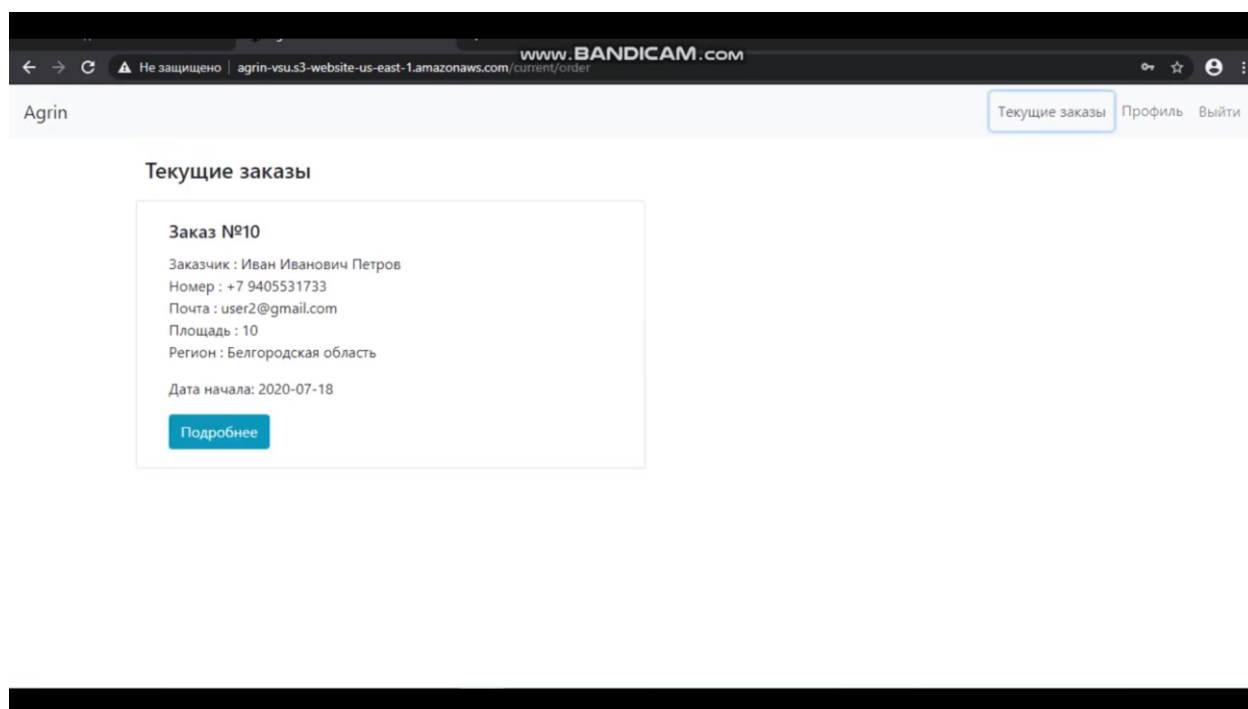 www.BANDICAM.com
Не защищено | agrin-vsu.s3-website-us-east-1.amazonaws.com/current/order
Agrin
Текущие заказы Профиль Выйти
Текущие заказы
Заказ №10
Заказчик : Иван Иванович Петров
Номер : +7 9405531733
Почта : user2@gmail.com
Площадь : 10
Регион : Белгородская область
Дата начала: 2020-07-18
Подробнее